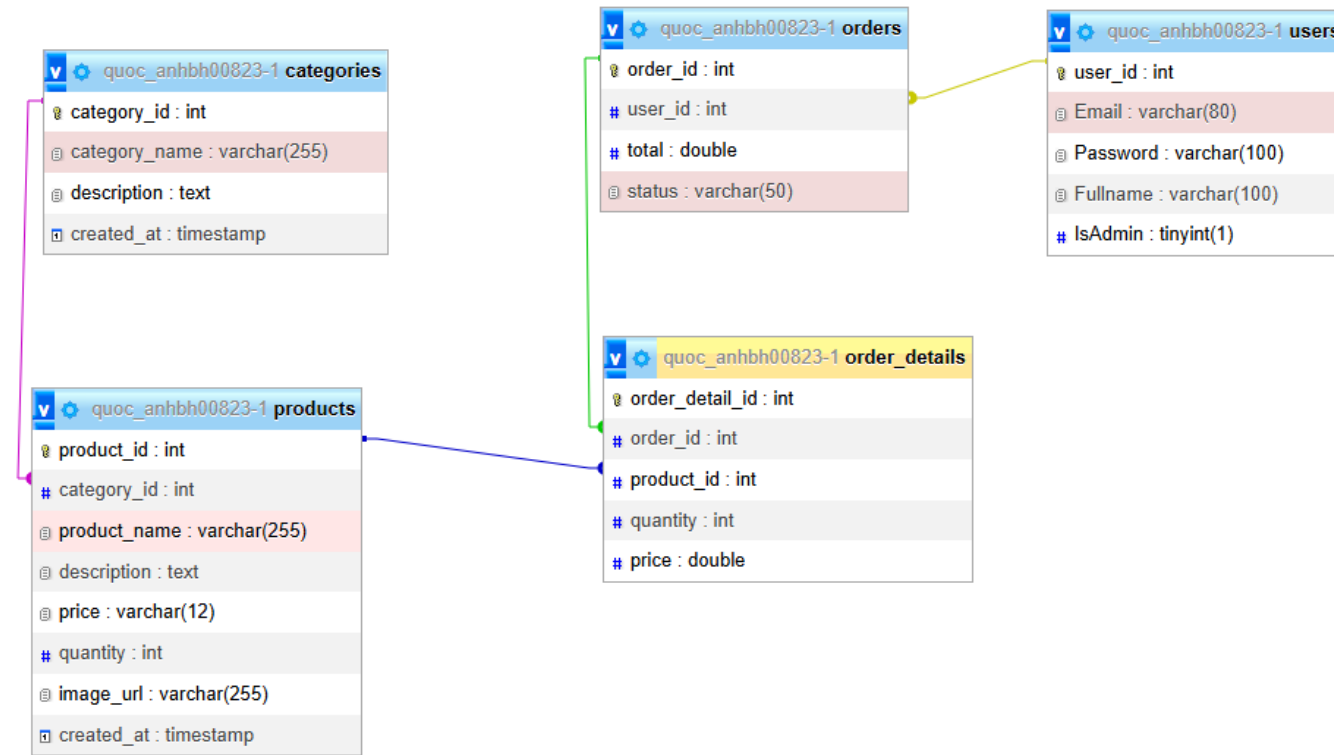 v quoc_anhbh00823-1 categories
category_id : int
category_name : varchar(255)
description : text
created_at : timestamp
v quoc_anhbh00823-1 orders
order_id : int
# user_id : int
# total : double
status : varchar(50)
v quoc_anhbh00823-1 users
user_id : int
Email : varchar(80)
Password : varchar(100)
Fullname : varchar(100)
# IsAdmin : tinyint(1)
v quoc_anhbh00823-1 products
product_id : int
# category_id : int
product_name : varchar(255)
description : text
price : varchar(12)
# quantity : int
image_url : varchar(255)
created_at : timestamp
v quoc_anhbh00823-1 order_details
order_detail_id : int
# order_id : int
# product_id : int
# quantity : int
# price : double